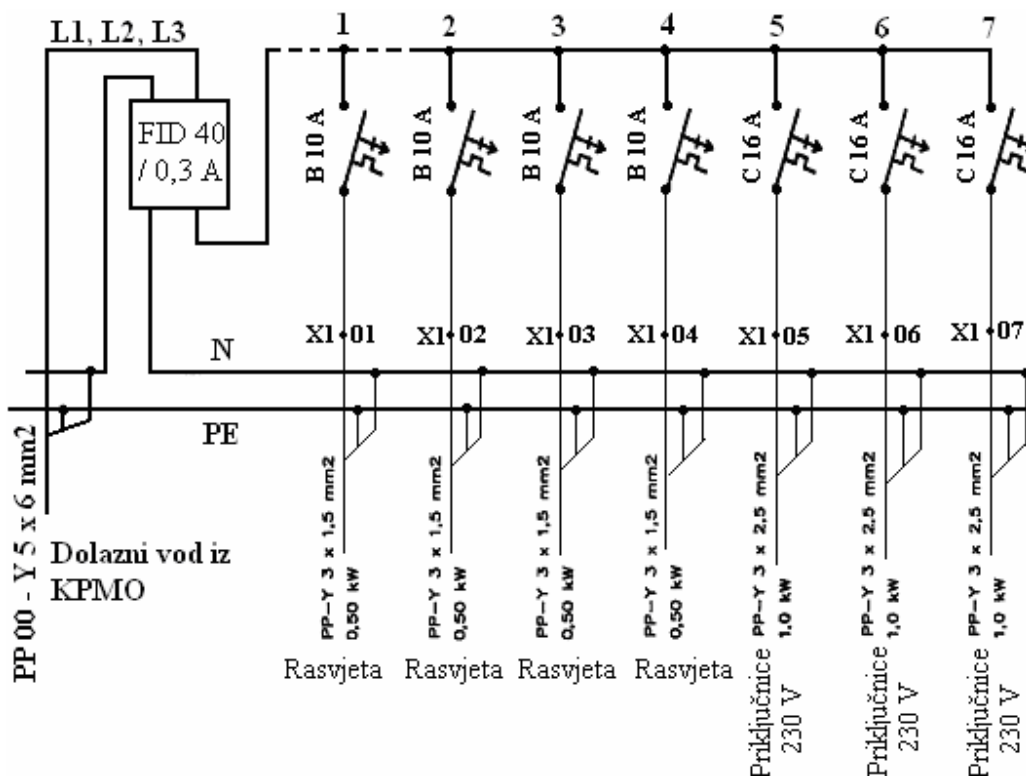 L1, L2, L3
1
2
3
4
5
6
7
FID 40
/ 0,3 A
B 10 A
B 10 A
B 10 A
B 10 A
C 16 A
C 16 A
C 16 A
X1 01
X1 02
X1 03
X1 04
X1 05
X1 06
X1 07
N
PE
PP 00 - Y 5 x 6 mm2
Dolazni vod iz
KPMO
PP-Y 3 x 1,5 mm2
0,50 kW
PP-Y 3 x 1,5 mm2
0,50 kW
PP-Y 3 x 1,5 mm2
0,50 kW
PP-Y 3 x 1,5 mm2
0,50 kW
PP-Y 3 x 2,5 mm2
1,0 kW
PP-Y 3 x 2,5 mm2
1,0 kW
PP-Y 3 x 2,5 mm2
1,0 kW
Rasvjeta
Rasvjeta
Rasvjeta
Rasvjeta
Priključnice
230 V
Priključnice
230 V
Priključnice
230 V